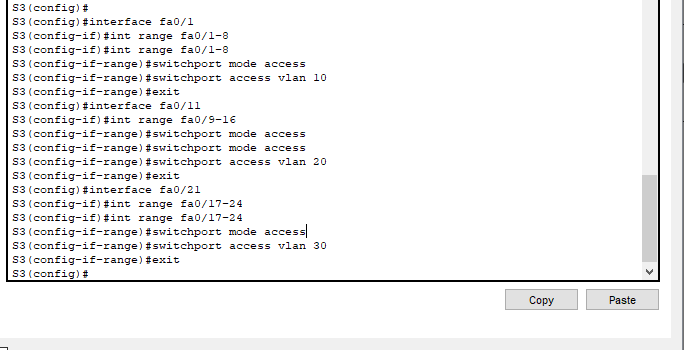 S3(config)#
S3(config)#interface fa0/1
S3(config-if)#int range fa0/1-8
S3(config-if)#int range fa0/1-8
S3(config-if-range)#switchport mode access
S3(config-if-range)#switchport access vlan 10
S3(config-if-range)#exit
S3(config)#interface fa0/11
S3(config-if)#int range fa0/9-16
S3(config-if-range)#switchport mode access
S3(config-if-range)#switchport mode access
S3(config-if-range)#switchport access vlan 20
S3(config-if-range)#exit
S3(config)#interface fa0/21
S3(config-if)#int range fa0/17-24
S3(config-if)#int range fa0/17-24
S3(config-if-range)#switchport mode access
S3(config-if-range)#switchport access vlan 30
S3(config-if-range)#exit
S3(config)#
Copy Paste